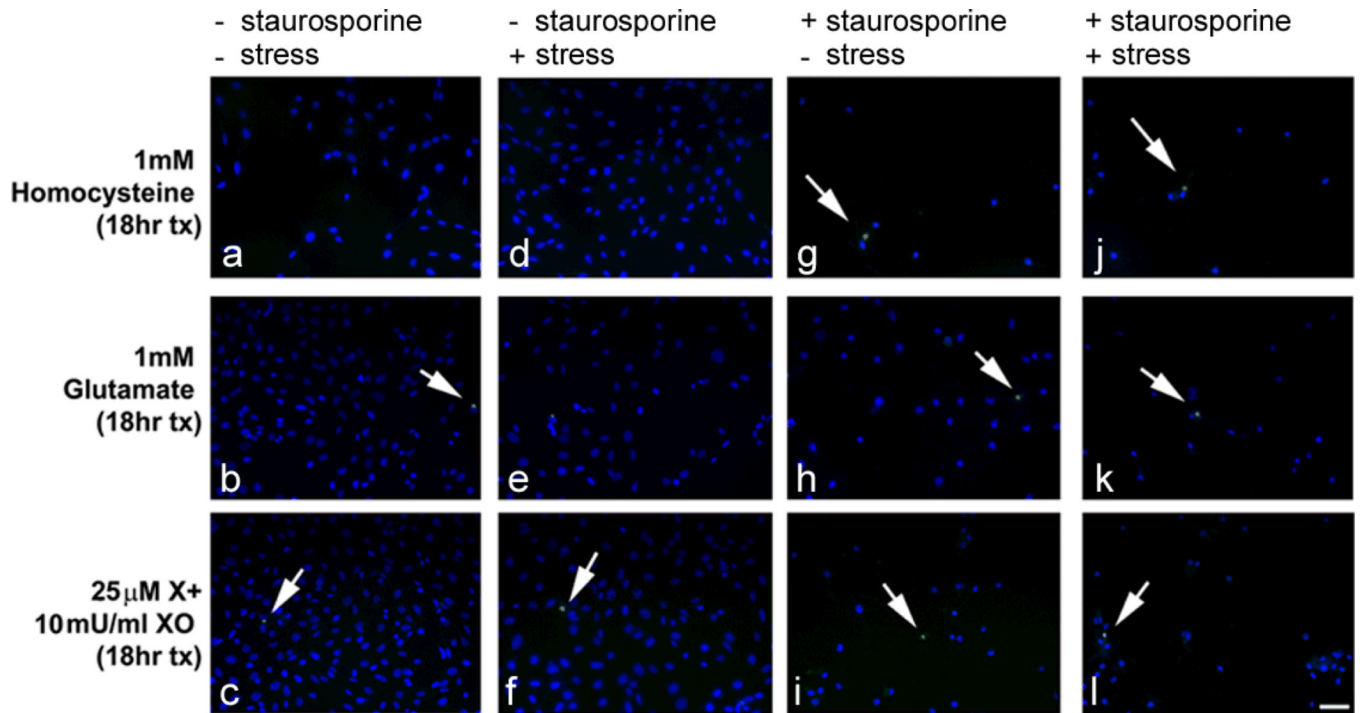 - staurosporine
- stress
- staurosporine
+ stress
+ staurosporine
- stress
+ staurosporine
+ stress
1mM
Homocysteine
(18hr tx)
a
d
g
j
1mM
Glutamate
(18hr tx)
b
e
h
k
25μM X+
10mU/ml XO
(18hr tx)
c
f
i
l